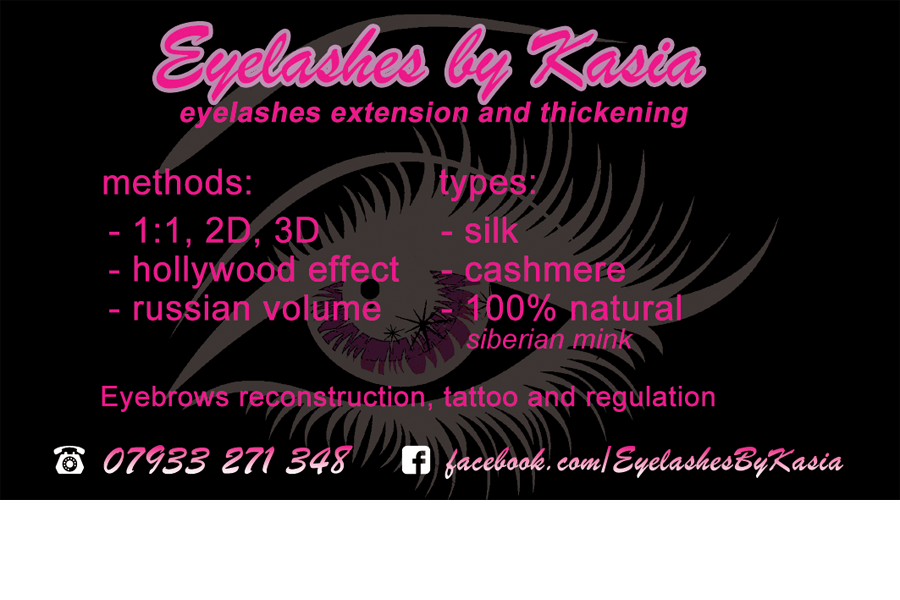 Eyelashes by Kasia
eyelashes extension and thickening
methods:
- 1:1, 2D, 3D
- hollywood effect
- russian volume
types:
- silk
- cashmere
- 100% natural
siberian mink
Eyebrows reconstruction, tattoo and regulation
07933 271 348
facebook.com/EyelashesByKasia